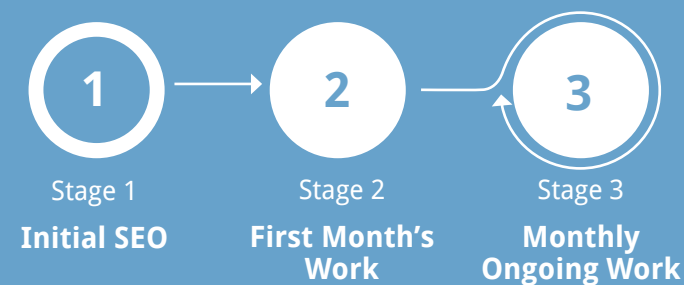 1
2
3
Stage 1
Stage 2
Stage 3
Initial SEO
First Month’s
Work
Monthly
Ongoing Work